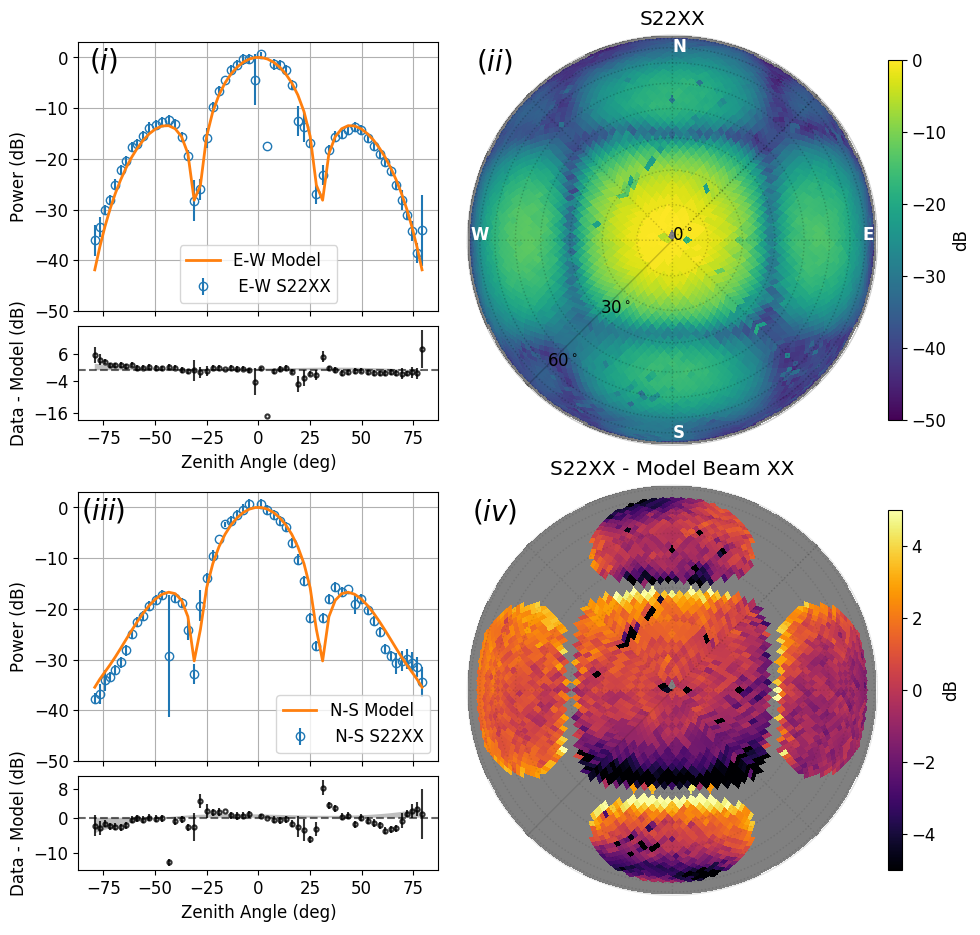 (i)
0
−10
−20
−30
−40
−50
Power (dB)
E-W Model
E-W S22XX
6
−4
−16
Data - Model (dB)
−75 −50 −25 0 25 50 75
Zenith Angle (deg)
S22XX
(ii)
N
W
E
S
0°
30°
60°
0
−10
−20
−30
−40
−50
dB
(iii)
0
−10
−20
−30
−40
−50
Power (dB)
N-S Model
N-S S22XX
8
0
−10
Data - Model (dB)
−75 −50 −25 0 25 50 75
Zenith Angle (deg)
S22XX - Model Beam XX
(iv)
4
2
0
−2
−4
dB